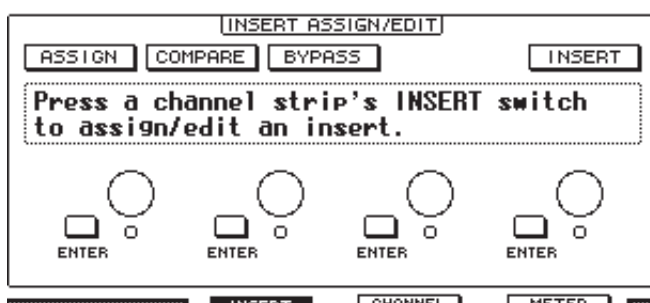 INSERT ASSIGN/EDIT
ASSIGN COMPARE BYPASS INSERT
Press a channel strip's INSERT switch
to assign/edit an insert.
ENTER ENTER ENTER ENTER
INSERT CHANNEL METER